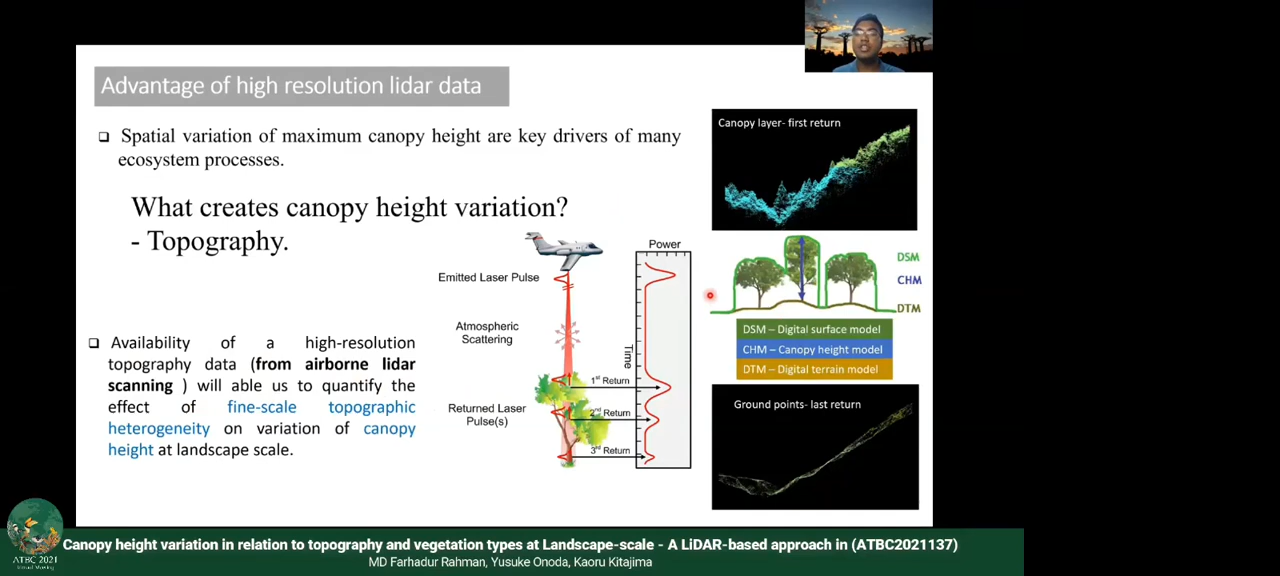 Advantage of high resolution lidar data
❑ Spatial variation of maximum canopy height are key drivers of many
ecosystem processes.
What creates canopy height variation?
- Topography.
❑ Availability of a high-resolution
topography data (from airborne lidar
scanning ) will able us to quantify the
effect of fine-scale topographic
heterogeneity on variation of canopy
height at landscape scale.
Power
Emitted Laser Pulse
Atmospheric
Scattering
Time
1st Return
Returned Laser
Pulse(s)
2nd Return
3rd Return
Canopy layer- first return
DSM
CHM
DTM
DSM – Digital surface model
CHM – Canopy height model
DTM – Digital terrain model
Ground points- last return
ATBC 2021
Canopy height variation in relation to topography and vegetation types at Landscape-scale - A LiDAR-based approach in (ATBC2021137)
MD Farhadur Rahman, Yusuke Onoda, Kaoru Kitajima